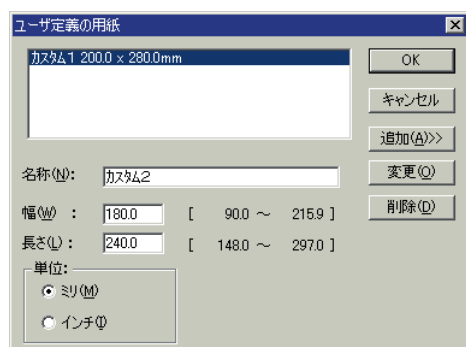 ユーザ定義の用紙
ｶｽﾀﾑ1 200.0 x 280.0mm
OK
キャンセル
追加(A)>>
名称(N):
ｶｽﾀﾑ2
変更(O)
幅(W) :
180.0
[ 90.0 ～ 215.9 ]
削除(D)
長さ(L) :
240.0
[ 148.0 ～ 297.0 ]
単位:
ﾐﾘ(M)
インチ(I)